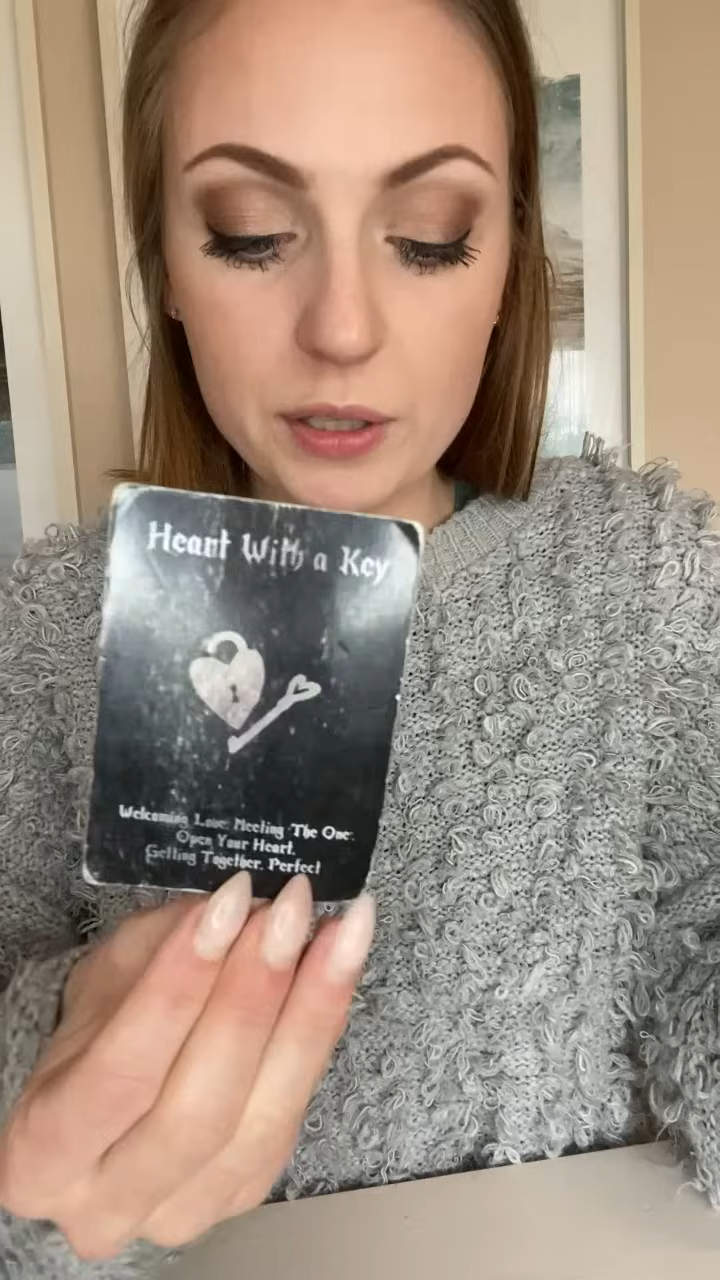 Heart With a Key
Welcoming Love. Meeting "The One".
Open Your Heart.
Getting Together. Perfect